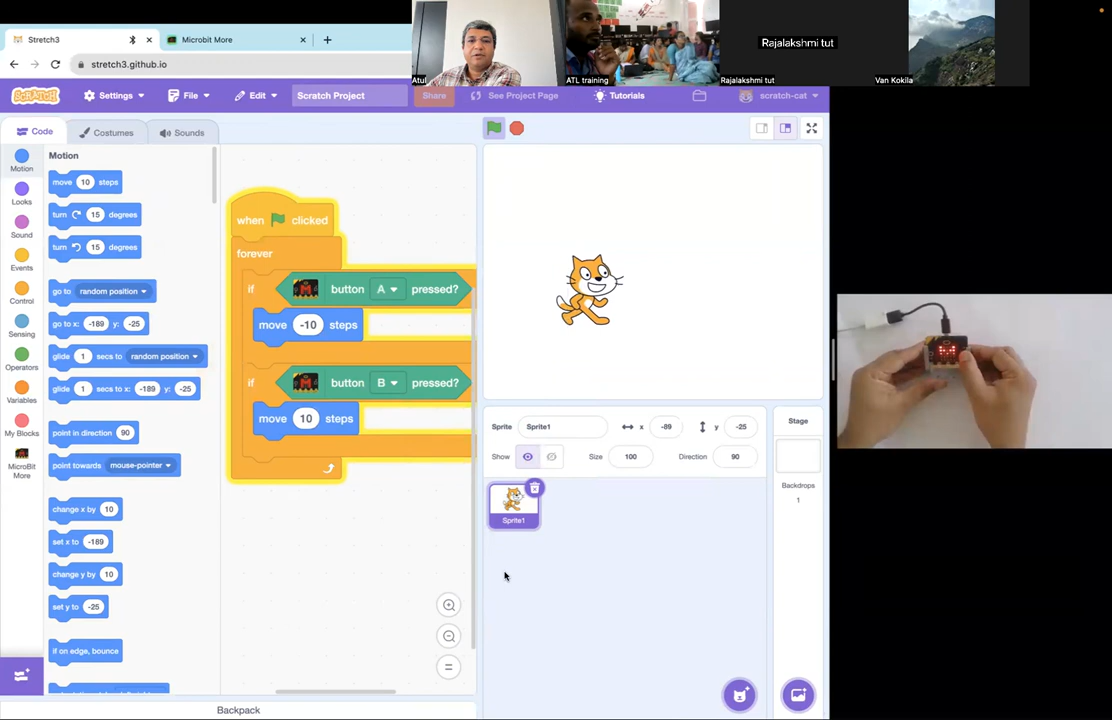 Stretch3
Microbit More
stretch3.github.io
Atul
ATL training
Rajalakshmi tut
Rajalakshmi tut
Van Kokila
SCRATCH
Settings
File
Edit
Scratch Project
Share
See Project Page
Tutorials
scratch-cat
Code
Costumes
Sounds
Motion
Looks
Sound
Events
Control
Sensing
Operators
Variables
My Blocks
MicroBit
More
Motion
move 10 steps
turn 15 degrees
turn 15 degrees
go to random position
go to x: -189 y: -25
glide 1 secs to random position
glide 1 secs to x: -189 y: -25
point in direction 90
point towards mouse-pointer
change x by 10
set x to -189
change y by 10
set y to -25
if on edge, bounce
when clicked
forever
if button A pressed?
move -10 steps
if button B pressed?
move 10 steps
Sprite Sprite1 x -89 y -25
Show Size 100 Direction 90
Sprite1
Stage
Backdrops
1
Backpack